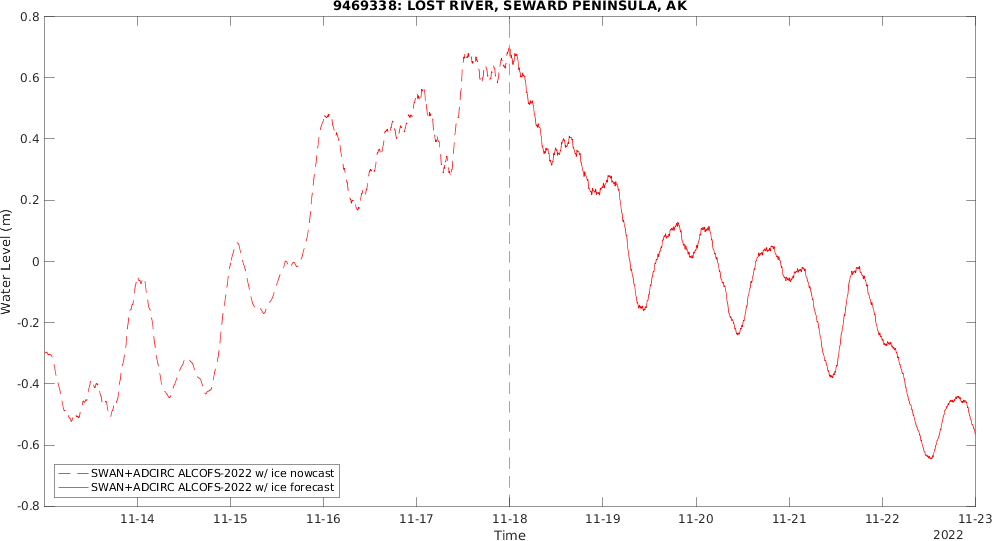 9469338: LOST RIVER, SEWARD PENINSULA, AK
0.8
0.6
0.4
0.2
0
-0.2
-0.4
-0.6
-0.8
Water Level (m)
SWAN+ADCIRC ALCOFS-2022 w/ ice nowcast
SWAN+ADCIRC ALCOFS-2022 w/ ice forecast
11-14 11-15 11-16 11-17 11-18 11-19 11-20 11-21 11-22 11-23
Time
2022